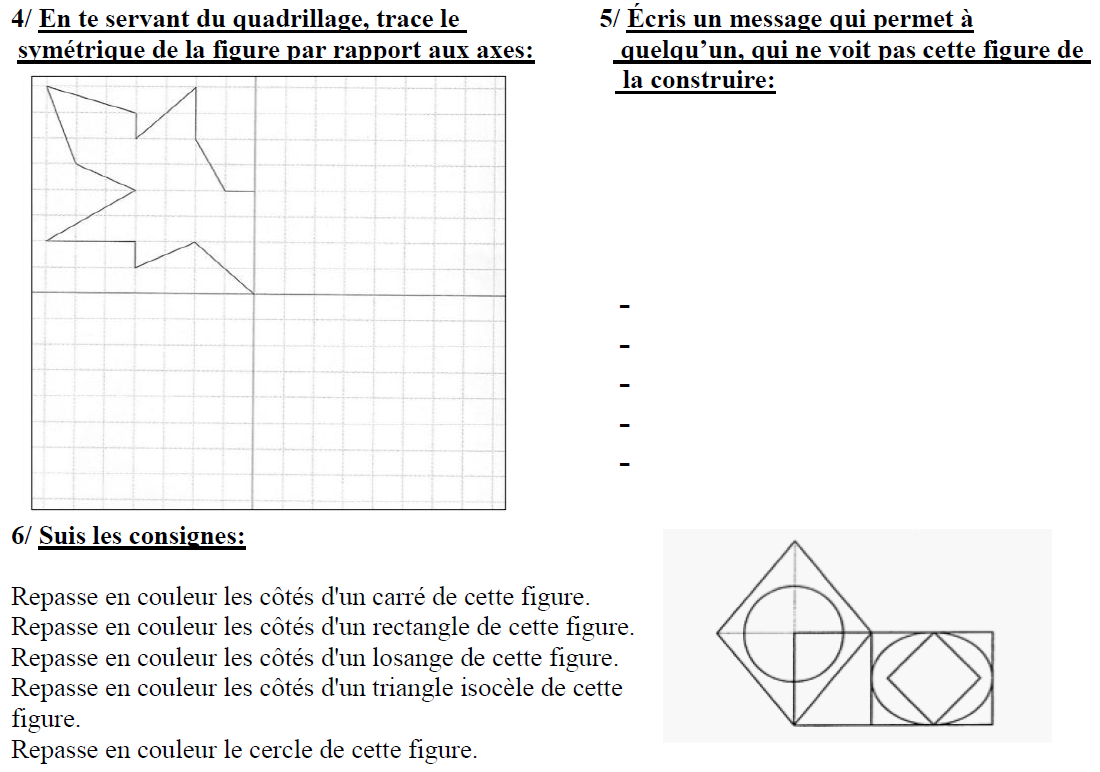 4/ En te servant du quadrillage, trace le
symétrique de la figure par rapport aux axes:
5/ Écris un message qui permet à
quelqu’un, qui ne voit pas cette figure de
la construire:
-
-
-
-
-
6/ Suis les consignes:
Repasse en couleur les côtés d'un carré de cette figure.
Repasse en couleur les côtés d'un rectangle de cette figure.
Repasse en couleur les côtés d'un losange de cette figure.
Repasse en couleur les côtés d'un triangle isocèle de cette
figure.
Repasse en couleur le cercle de cette figure.